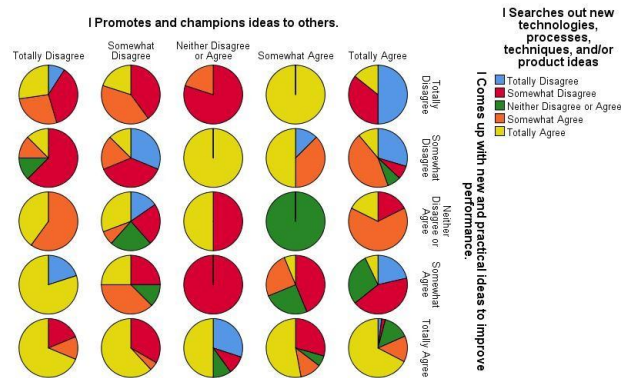 I Promotes and champions ideas to others.
Totally Disagree
Somewhat
Disagree
Neither Disagree
or Agree
Somewhat Agree
Totally Agree
Totally
Disagree
Somewhat
Disagree
Neither
Disagree or
Agree
Somewhat
Agree
Totally Agree
I Comes up with new and practical ideas to improve
performance.
I Searches out new
technologies,
processes,
techniques, and/or
product ideas
Totally Disagree
Somewhat Disagree
Neither Disagree or Agree
Somewhat Agree
Totally Agree